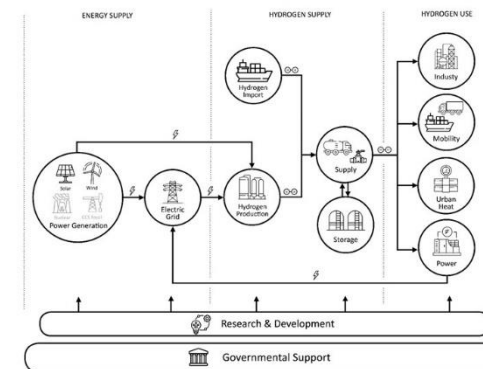 ENERGY SUPPLY
HYDROGEN SUPPLY
HYDROGEN USE
Hydrogen
Import
Industy
Mobility
Solar
Wind
Power Generation
Electric
Grid
Hydrogen
Production
Supply
Storage
Urban
Heat
Power
Research & Development
Governmental Support